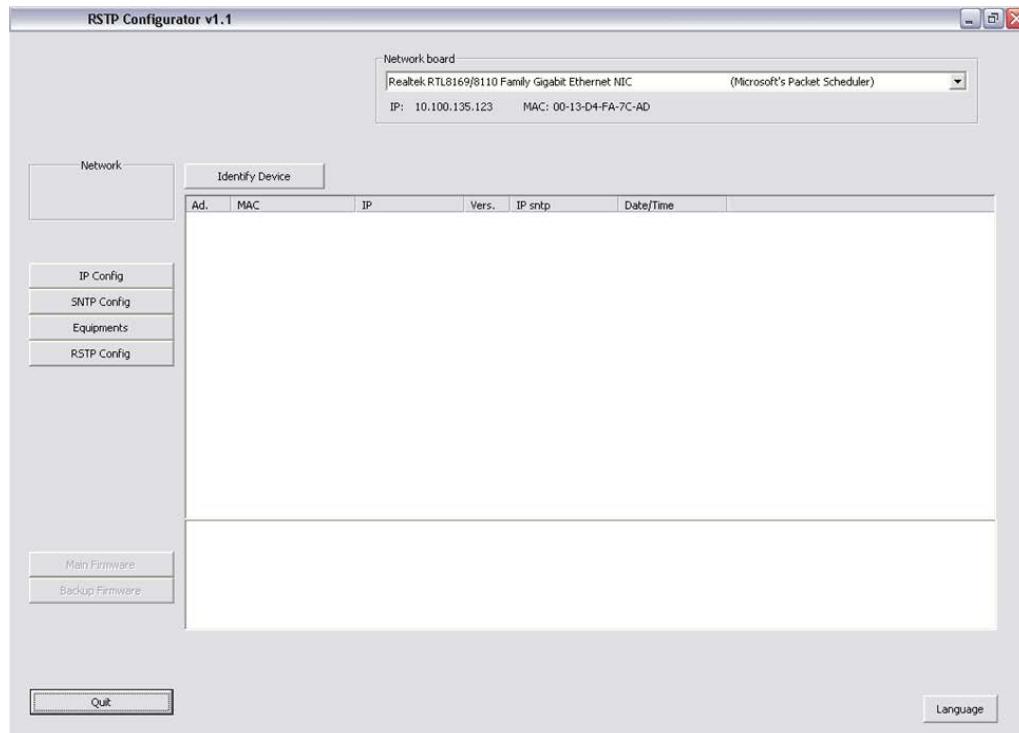 RSTP Configurator v1.1
Network board
Realtek RTL8169/8110 Family Gigabit Ethernet NIC (Microsoft's Packet Scheduler)
IP: 10.100.135.123 MAC: 00-13-D4-FA-7C-AD
Network
Identify Device
Ad. MAC IP Vers. IP sntp Date/Time
IP Config
SNTP Config
Equipments
RSTP Config
Main Firmware
Backup Firmware
Quit
Language